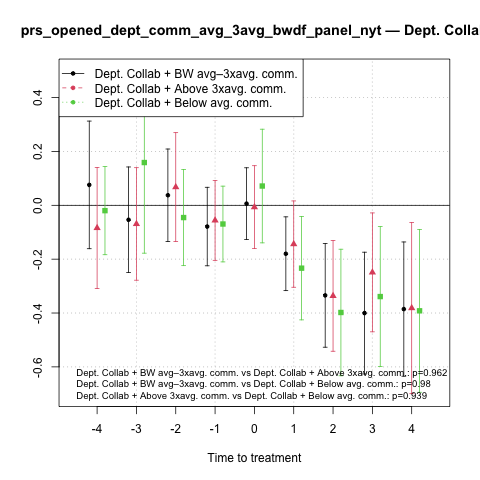 prs_opened_dept_comm_avg_3avg_bwdf_panel_nyt — Dept. Colla
Dept. Collab + BW avg–3xavg. comm.
Dept. Collab + Above 3xavg. comm.
Dept. Collab + Below avg. comm.
0.4
0.2
0.0
-0.2
-0.4
-0.6
Dept. Collab + BW avg–3xavg. comm. vs Dept. Collab + Above 3xavg. comm.: p=0.962
Dept. Collab + BW avg–3xavg. comm. vs Dept. Collab + Below avg. comm.: p=0.98
Dept. Collab + Above 3xavg. comm. vs Dept. Collab + Below avg. comm.: p=0.939
-4 -3 -2 -1 0 1 2 3 4
Time to treatment